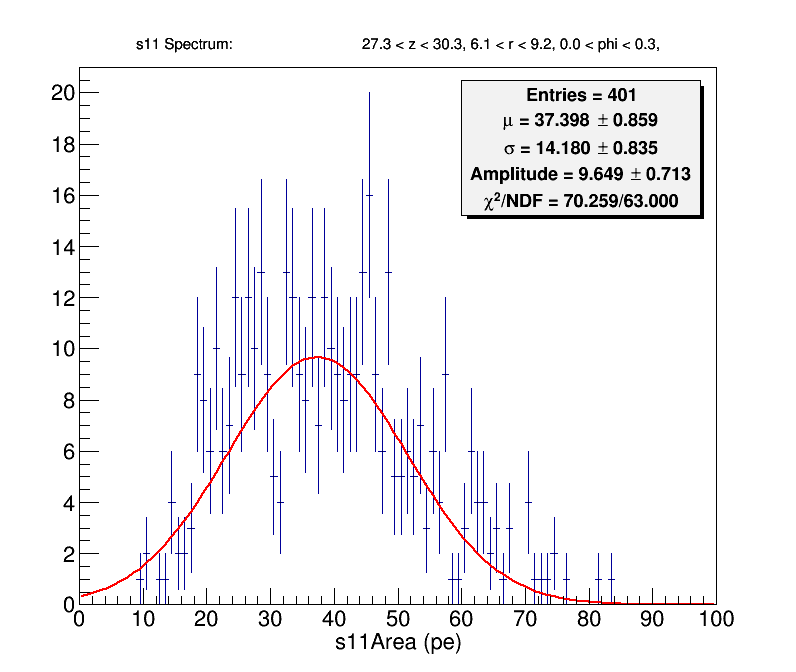 s11 Spectrum: 27.3 < z < 30.3, 6.1 < r < 9.2, 0.0 < phi < 0.3,
Entries = 401
μ = 37.398 ± 0.859
σ = 14.180 ± 0.835
Amplitude = 9.649 ± 0.713
χ²/NDF = 70.259/63.000
20
18
16
14
12
10
8
6
4
2
0
0 10 20 30 40 50 60 70 80 90 100
s11Area (pe)